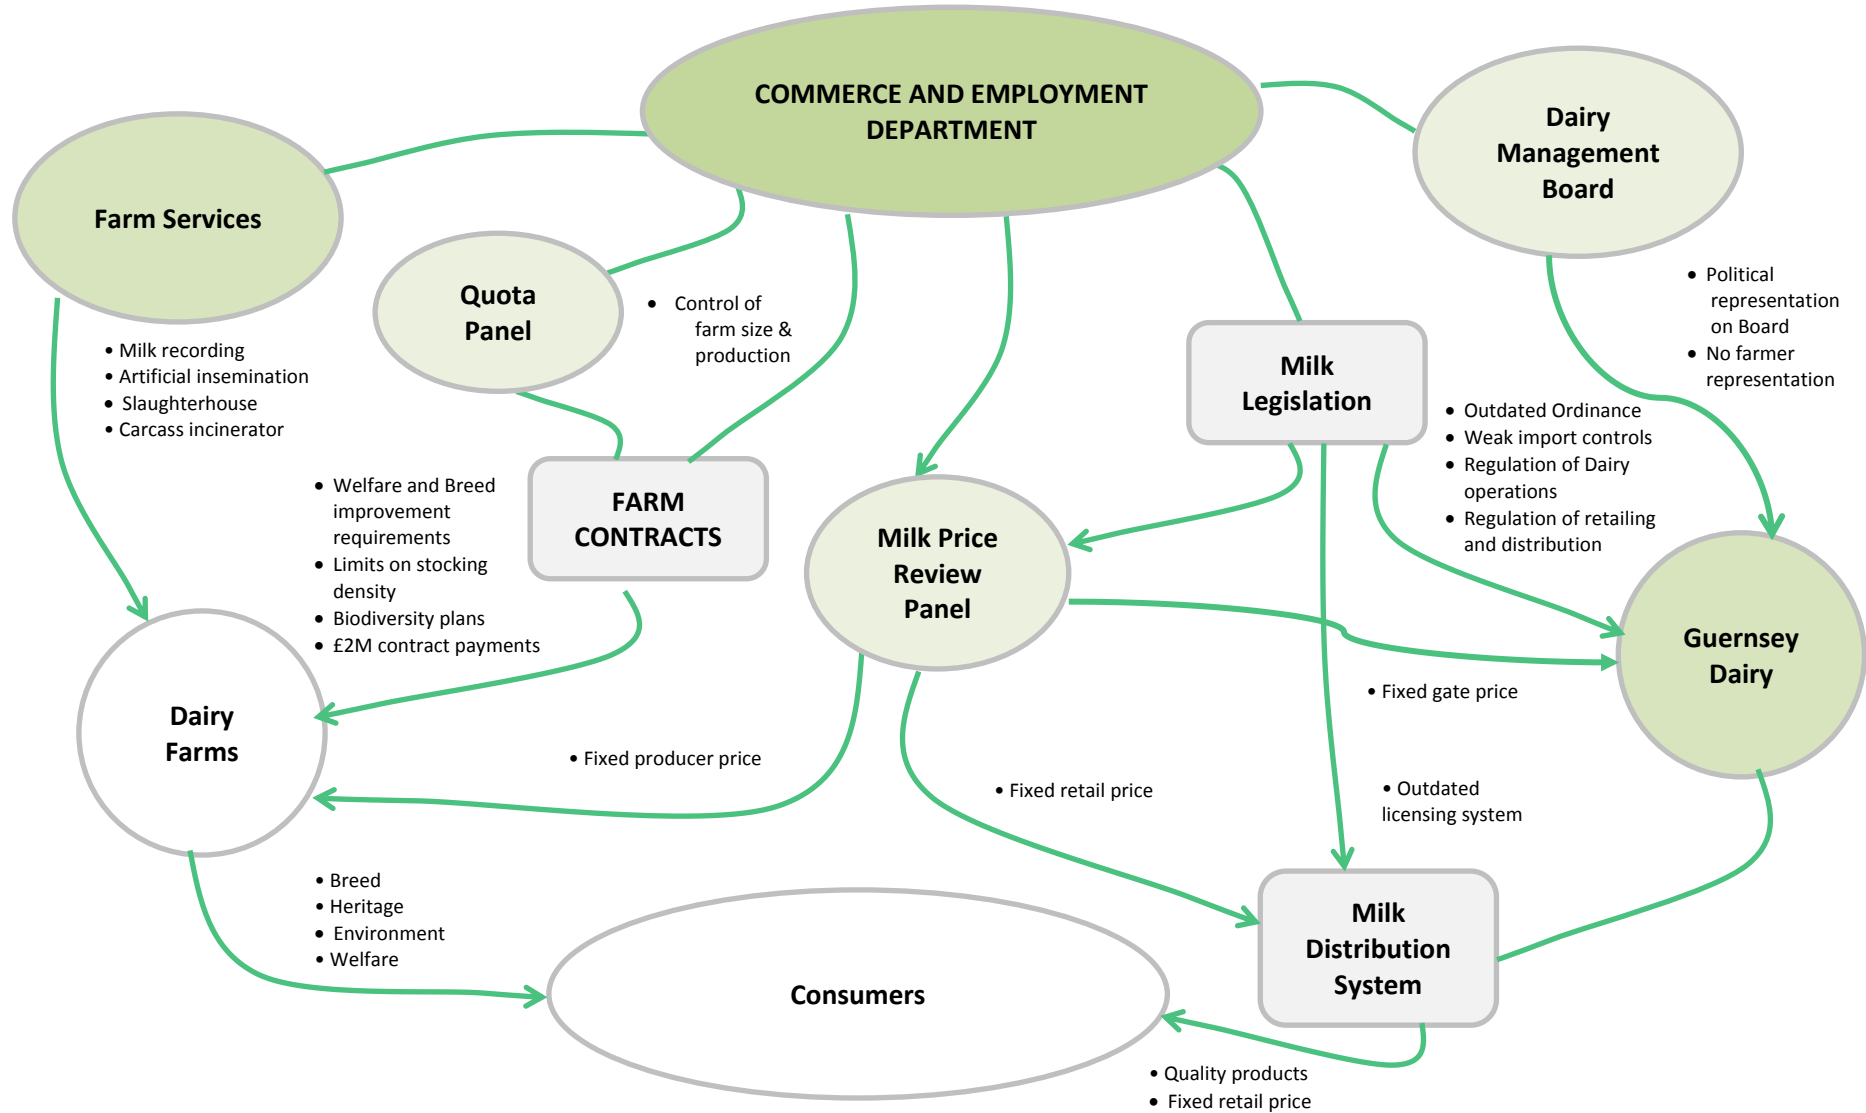 COMMERCE AND EMPLOYMENT
DEPARTMENT
Dairy
Management
Board
Farm Services
Quota
Panel
• Control of
farm size &
production
• Political
representation
on Board
• No farmer
representation
• Milk recording
• Artificial insemination
• Slaughterhouse
• Carcass incinerator
Milk
Legislation
• Outdated Ordinance
• Weak import controls
• Regulation of Dairy
operations
• Regulation of retailing
and distribution
• Welfare and Breed
improvement
requirements
• Limits on stocking
density
• Biodiversity plans
• £2M contract payments
FARM
CONTRACTS
Milk Price
Review
Panel
Guernsey
Dairy
Dairy
Farms
• Fixed gate price
• Fixed producer price
• Fixed retail price
• Outdated
licensing system
• Breed
• Heritage
• Environment
• Welfare
Consumers
Milk
Distribution
System
• Quality products
• Fixed retail price